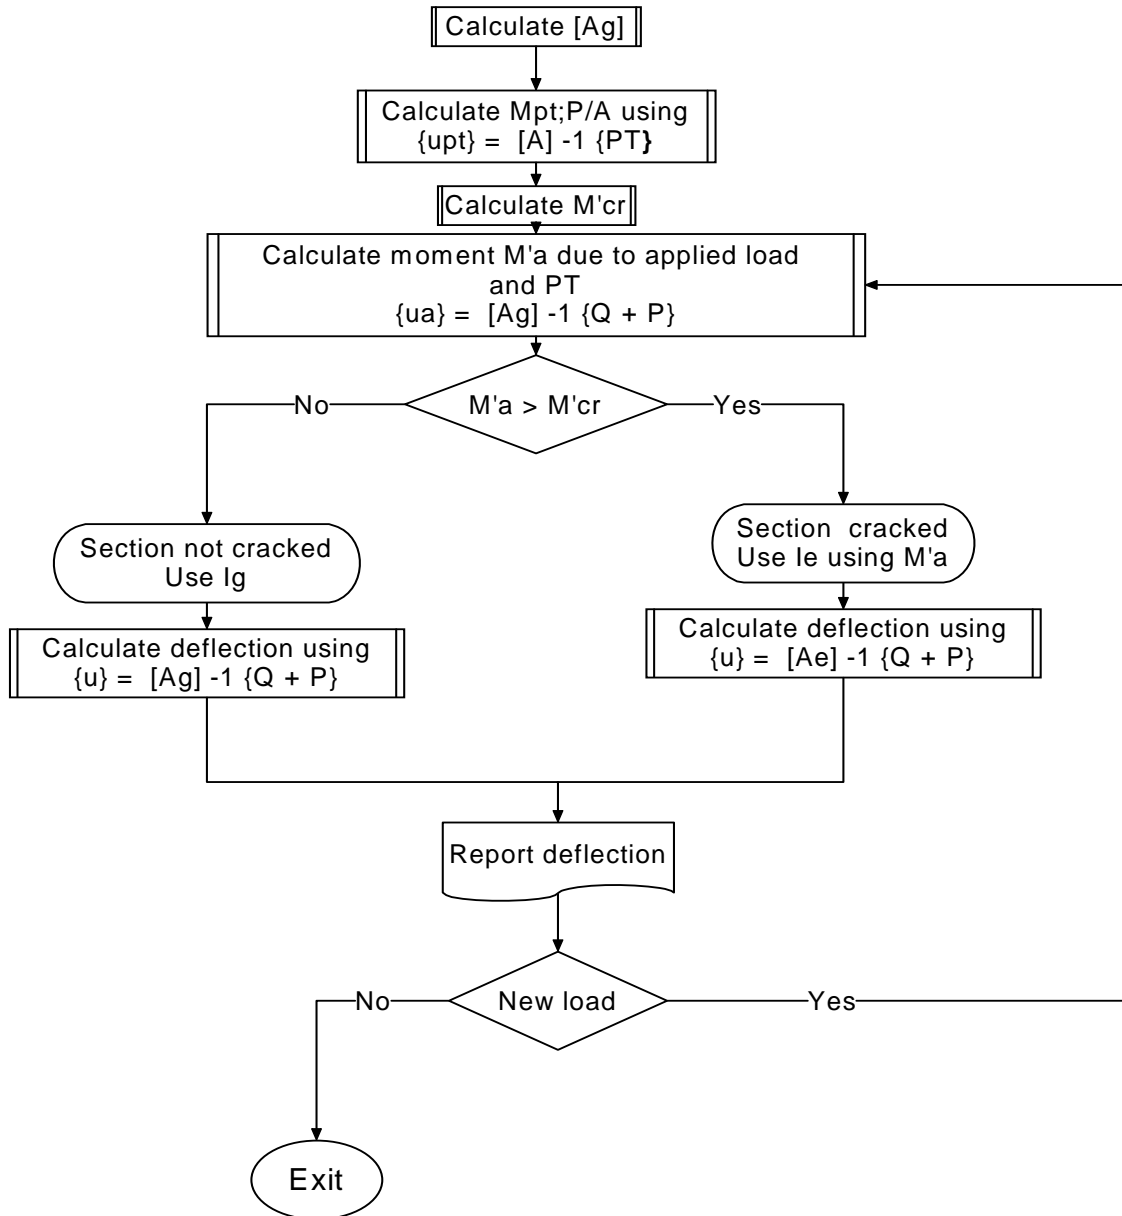 Calculate [Ag]
Calculate Mpt;P/A using
{upt} = [A] -1 {PT}
Calculate M'cr
Calculate moment M'a due to applied load
and PT
{ua} = [Ag] -1 {Q + P}
M'a > M'cr
No
Yes
Section not cracked
Use Ig
Section cracked
Use Ie using M'a
Calculate deflection using
{u} = [Ag] -1 {Q + P}
Calculate deflection using
{u} = [Ae] -1 {Q + P}
Report deflection
New load
No
Yes
Exit